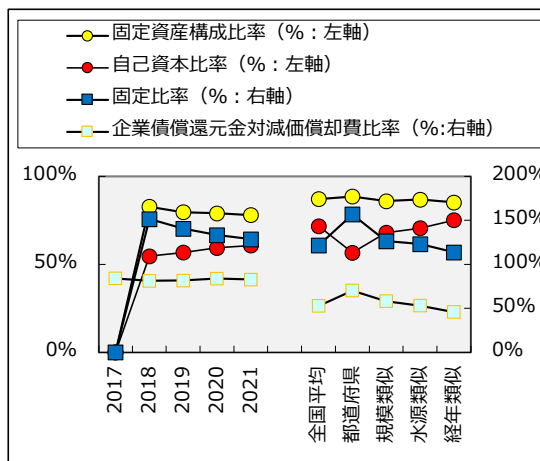 固定資産構成比率（%：左軸）
自己資本比率（%：左軸）
固定比率（%：右軸）
企業債償還元金対減価償却費比率（%:右軸）
100%
50%
0%
200%
150%
100%
50%
0%
2017
2018
2019
2020
2021
全国平均
都道府県
規模類似
水源類似
経年類似